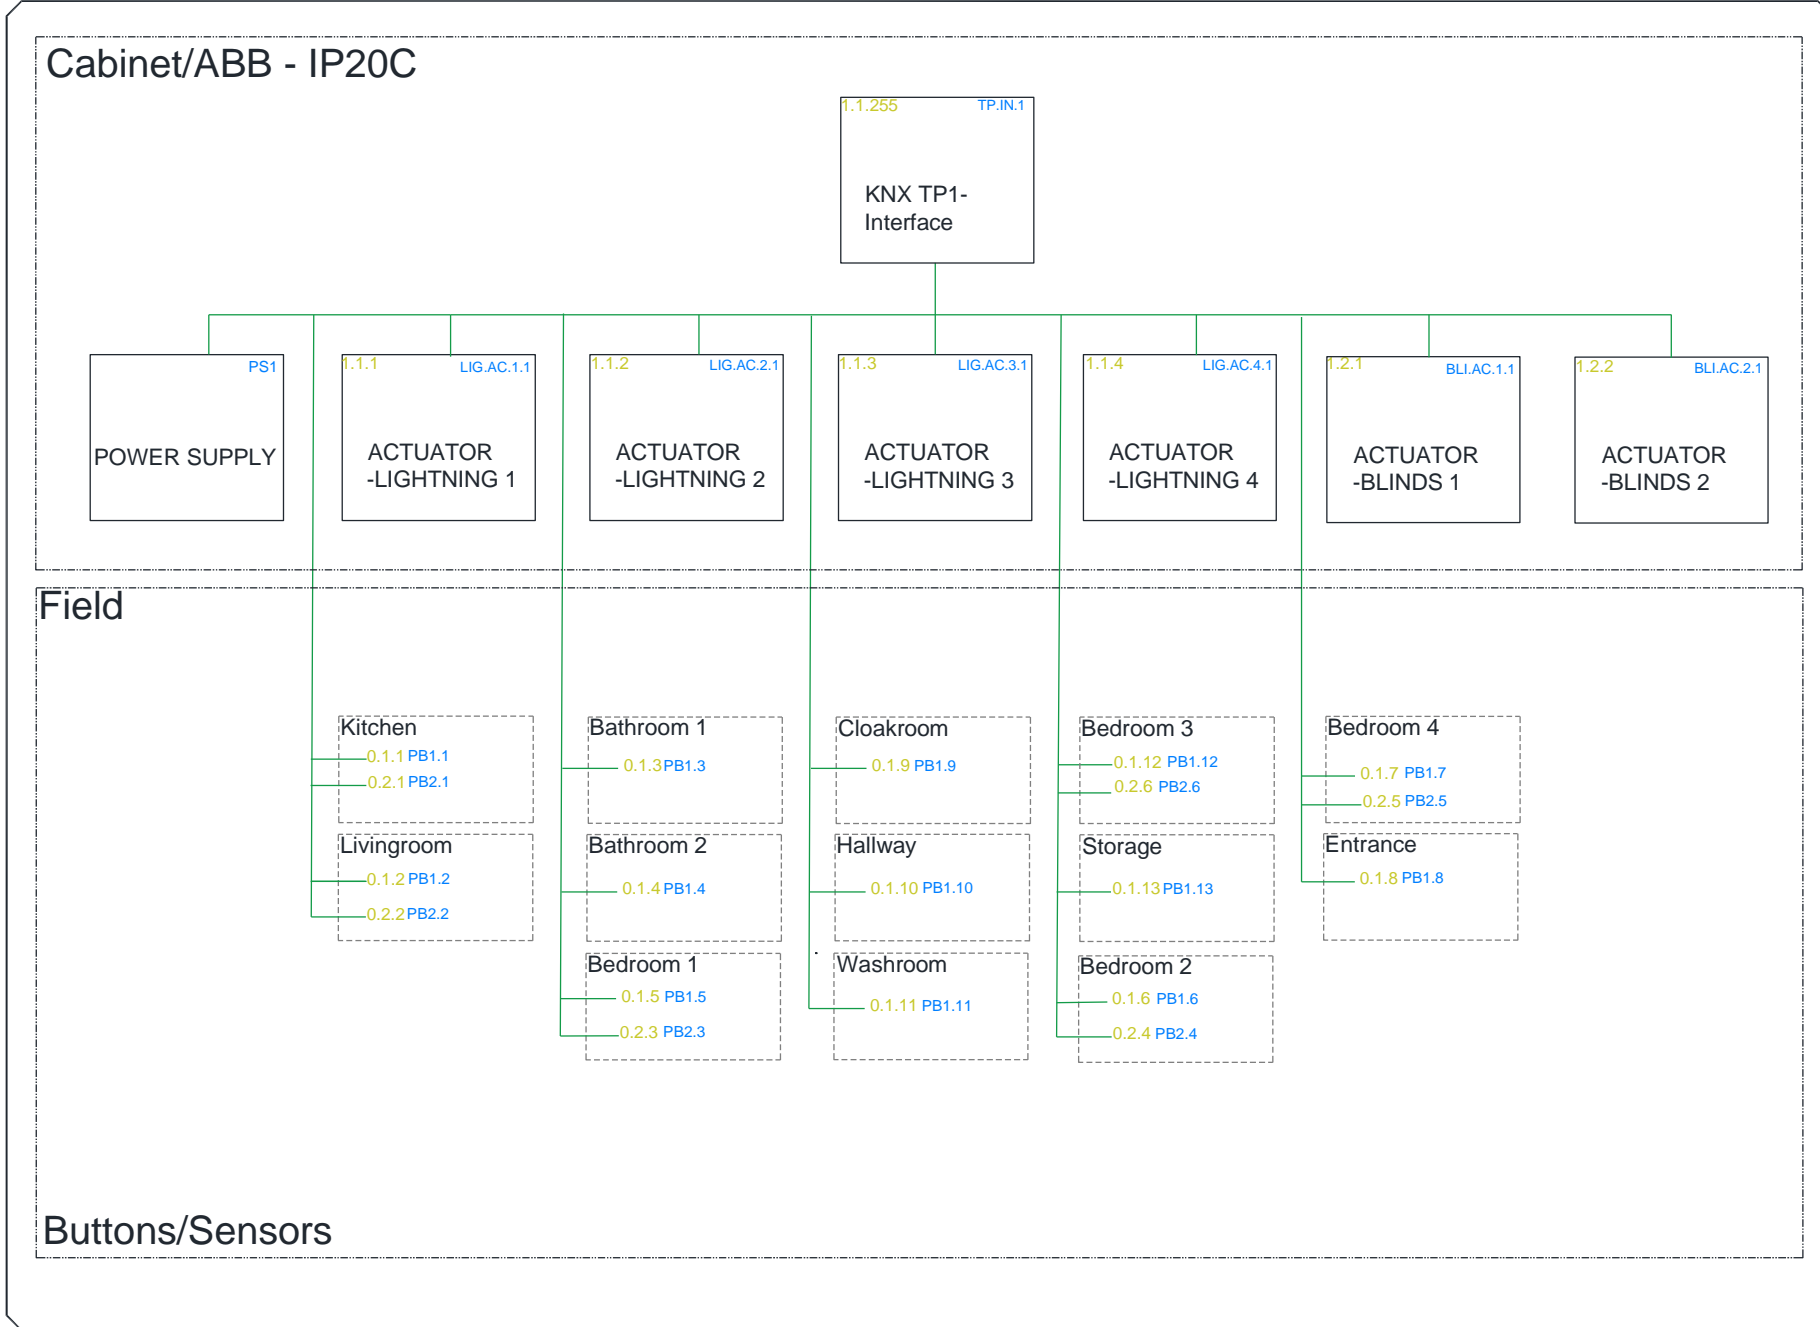 Cabinet/ABB - IP20C
1.1.255 TP.IN.1
KNX TP1-
Interface
PS1
POWER SUPPLY
1.1.1 LIG.AC.1.1
ACTUATOR
-LIGHTNING 1
1.1.2 LIG.AC.2.1
ACTUATOR
-LIGHTNING 2
1.1.3 LIG.AC.3.1
ACTUATOR
-LIGHTNING 3
1.1.4 LIG.AC.4.1
ACTUATOR
-LIGHTNING 4
1.2.1 BLI.AC.1.1
ACTUATOR
-BLINDS 1
1.2.2 BLI.AC.2.1
ACTUATOR
-BLINDS 2
Field
Kitchen
0.1.1 PB1.1
0.2.1 PB2.1
Livingroom
0.1.2 PB1.2
0.2.2 PB2.2
Bathroom 1
0.1.3 PB1.3
Bathroom 2
0.1.4 PB1.4
Bedroom 1
0.1.5 PB1.5
0.2.3 PB2.3
Cloakroom
0.1.9 PB1.9
Hallway
0.1.10 PB1.10
Washroom
0.1.11 PB1.11
Bedroom 3
0.1.12 PB1.12
0.2.6 PB2.6
Storage
0.1.13 PB1.13
Bedroom 2
0.1.6 PB1.6
0.2.4 PB2.4
Bedroom 4
0.1.7 PB1.7
0.2.5 PB2.5
Entrance
0.1.8 PB1.8
Buttons/Sensors